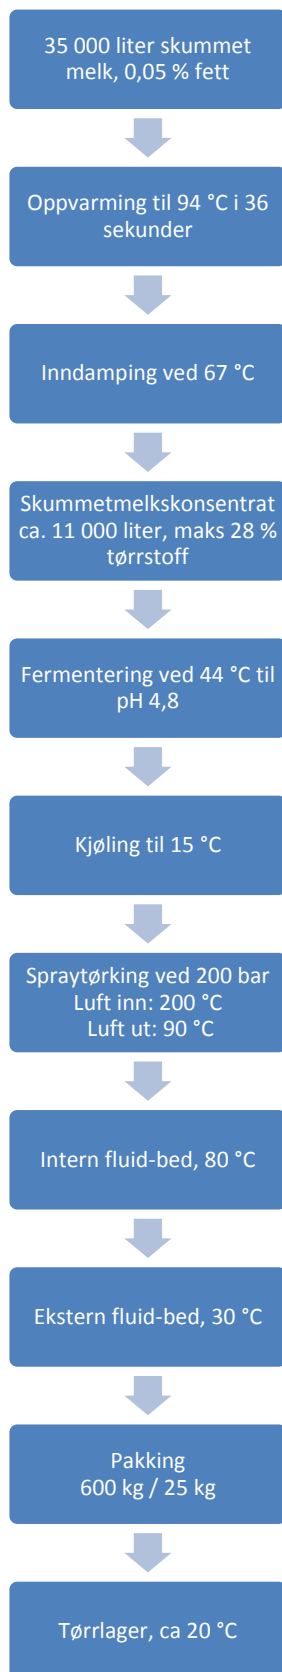 35 000 liter skummet
melk, 0,05 % fett
Oppvarming til 94 °C i 36
sekunder
Inndamping ved 67 °C
Skummetmelkskonsentrat
ca. 11 000 liter, maks 28 %
tørrstoff
Fermentering ved 44 °C til
pH 4,8
Kjøling til 15 °C
Spraytørking ved 200 bar
Luft inn: 200 °C
Luft ut: 90 °C
Intern fluid-bed, 80 °C
Ekstern fluid-bed, 30 °C
Pakking
600 kg / 25 kg
Tørrlager, ca 20 °C